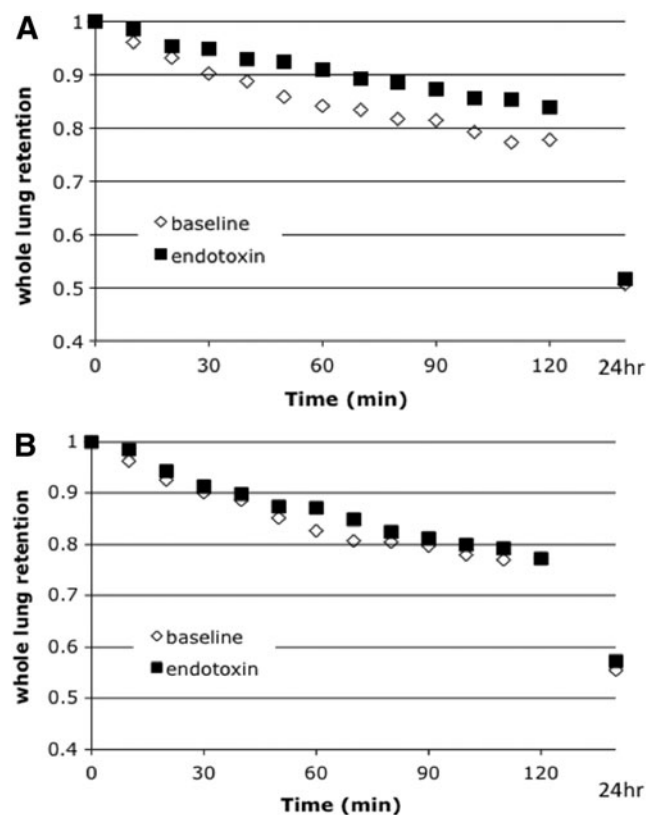 A
1
0.9
0.8
0.7
0.6
0.5
0.4
whole lung retention
baseline
endotoxin
0 30 60 90 120 24hr
Time (min)
B
1
0.9
0.8
0.7
0.6
0.5
0.4
whole lung retention
baseline
endotoxin
0 30 60 90 120 24hr
Time (min)